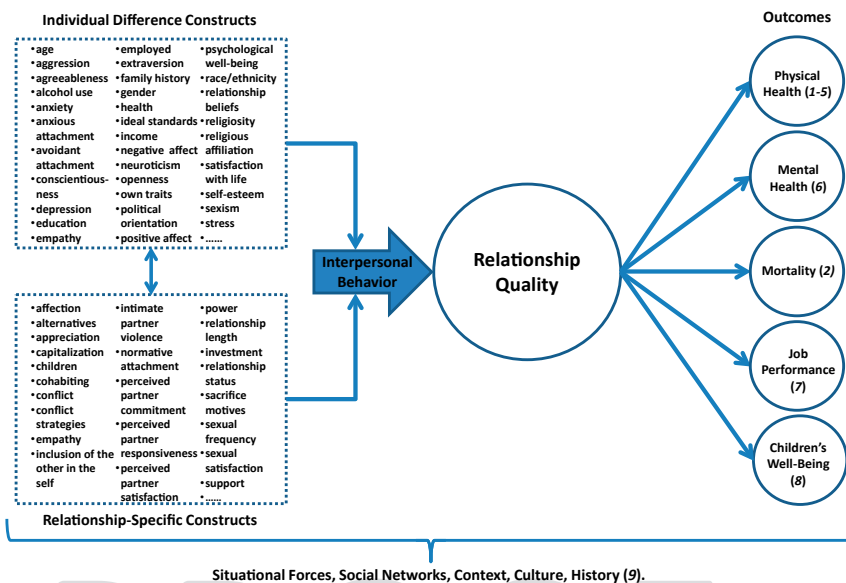 Individual Difference Constructs
•age
•aggression
•agreeableness
•alcohol use
•anxiety
•anxious
attachment
•avoidant
attachment
•conscientious-
ness
•depression
•education
•empathy
•employed
•extraversion
•family history
•gender
•health
•ideal standards
•income
•negative affect
•neuroticism
•openness
•own traits
•political
orientation
•positive affect
•psychological
well-being
•race/ethnicity
•relationship
beliefs
•religiosity
•religious
affiliation
•satisfaction
with life
•self-esteem
•sexism
•stress
•......
•affection
•alternatives
•appreciation
•capitalization
•children
•cohabiting
•conflict
•conflict
strategies
•empathy
•inclusion of the
other in the
self
•intimate
partner
violence
•normative
attachment
•perceived
partner
commitment
•perceived
partner
responsiveness
•perceived
partner
satisfaction
•power
•relationship
length
•investment
•relationship
status
•sacrifice
motives
•sexual
frequency
•sexual
satisfaction
•support
•......
Relationship-Specific Constructs
Interpersonal
Behavior
Relationship
Quality
Outcomes
Physical
Health (1-5)
Mental
Health (6)
Mortality (2)
Job
Performance
(7)
Children's
Well-Being
(8)
Situational Forces, Social Networks, Context, Culture, History (9).